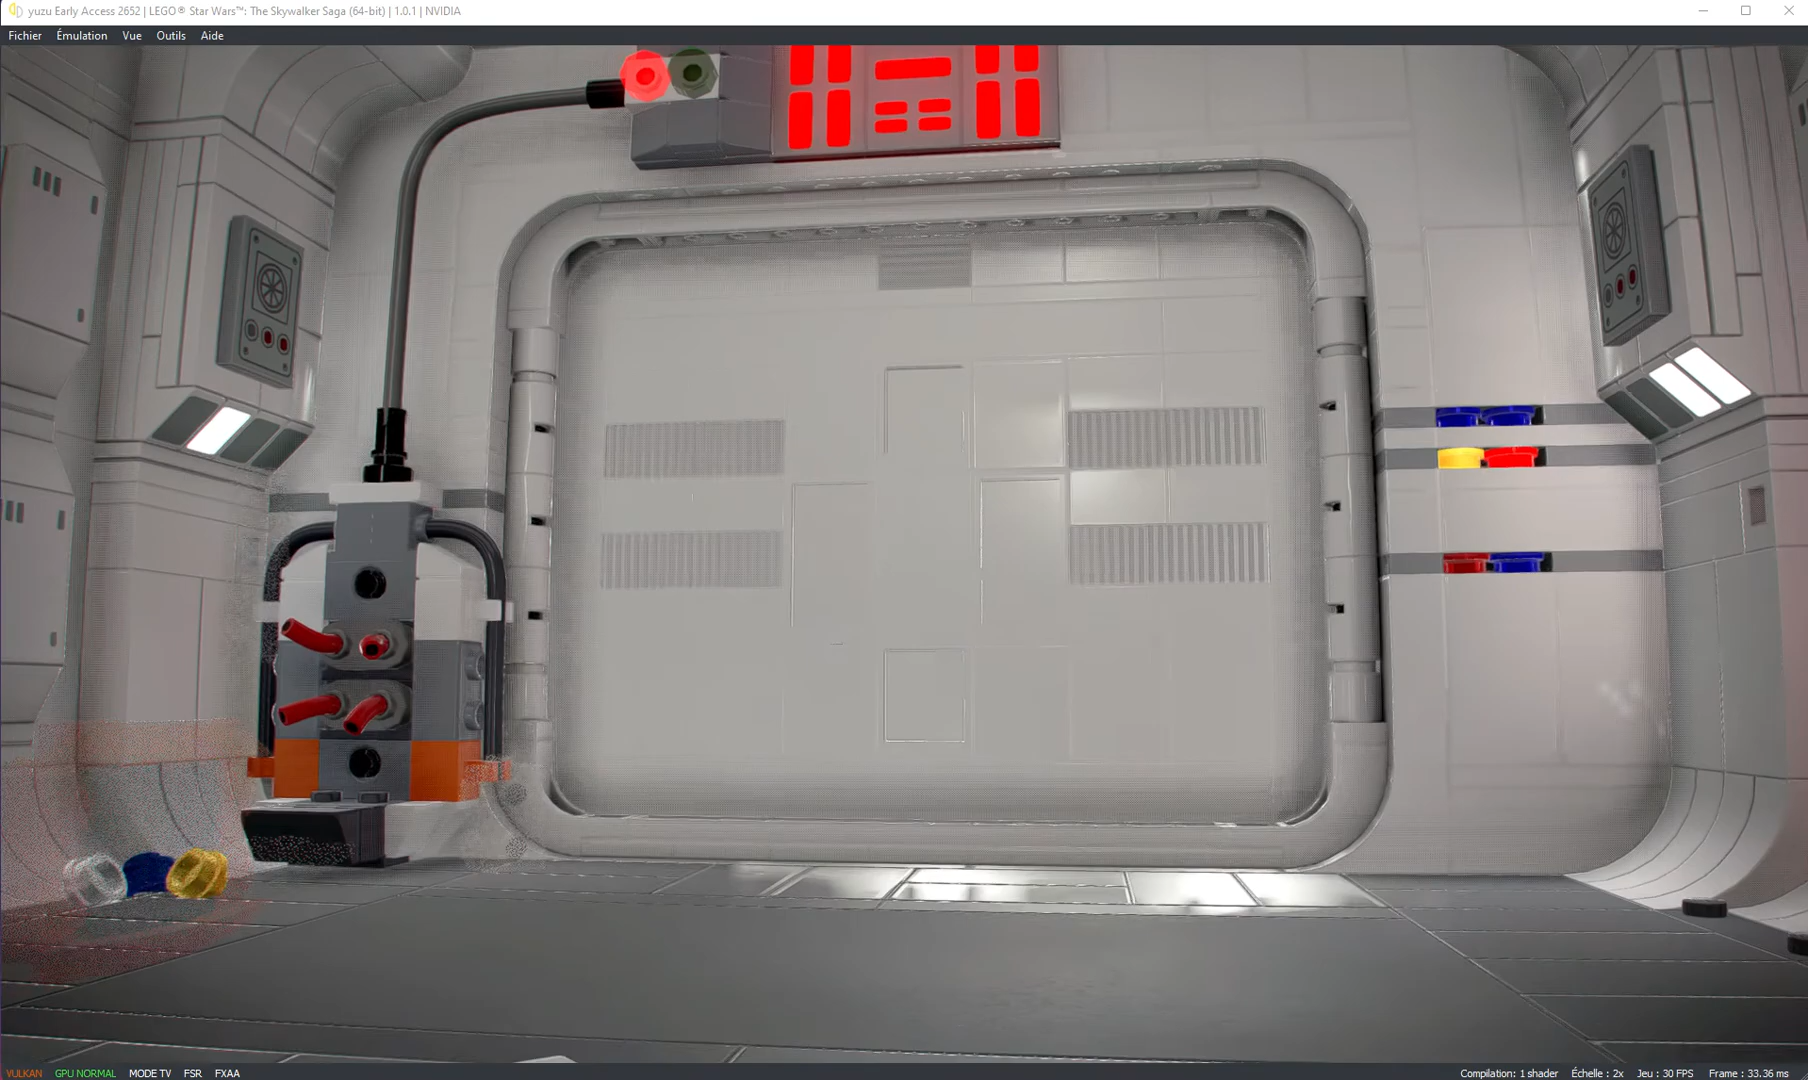 yuzu Early Access 2652 | LEGO® Star Wars™: The Skywalker Saga (64-bit) | 1.0.1 | NVIDIA
Fichier Émulation Vue Outils Aide
VULKAN GPU NORMAL MODE TV FSR FXAA Compilation: 1 shader Échelle : 2x Jeu : 30 FPS Frame : 33.36 ms